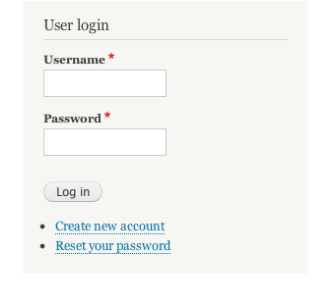 User login
Username *
Password *
Log in
Create new account
Reset your password